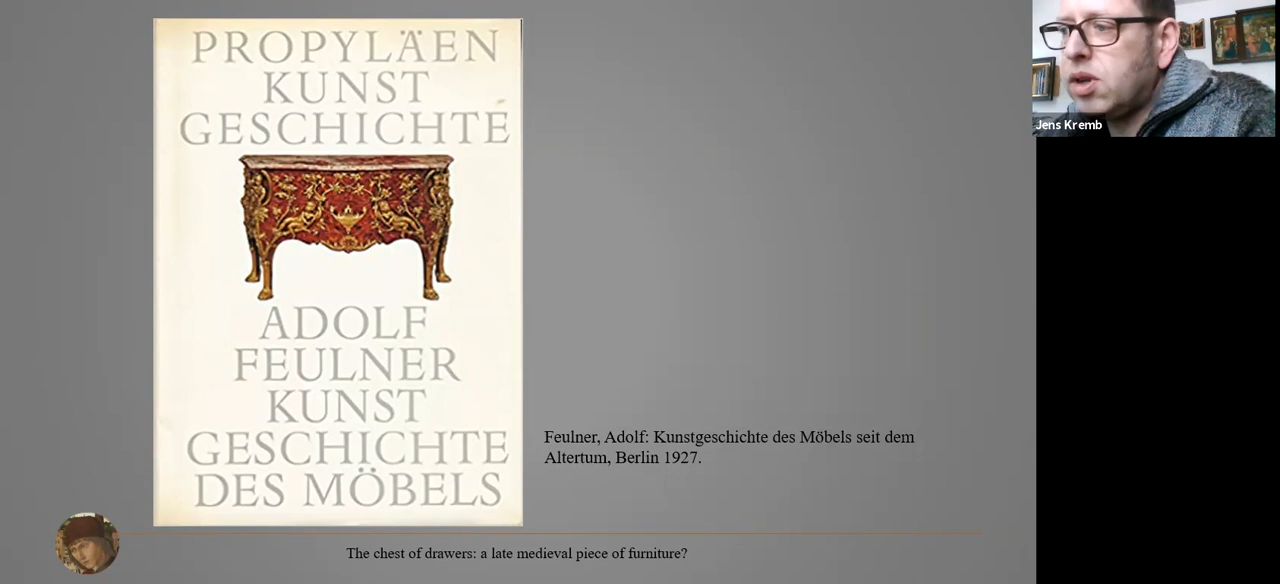 PROPYLÄEN
KUNST
GESCHICHTE
ADOLF
FEULNER
KUNST
GESCHICHTE
DES MÖBELS
Feulner, Adolf: Kunstgeschichte des Möbels seit dem
Altertum, Berlin 1927.
The chest of drawers: a late medieval piece of furniture?
Jens Kremb